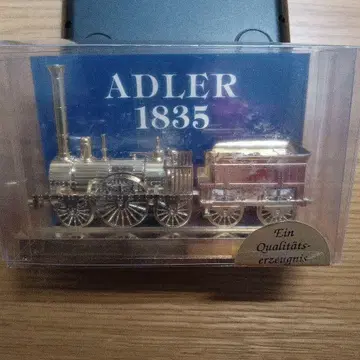 ADLER
1835
Ein
Qualitäts-
erzeugnis